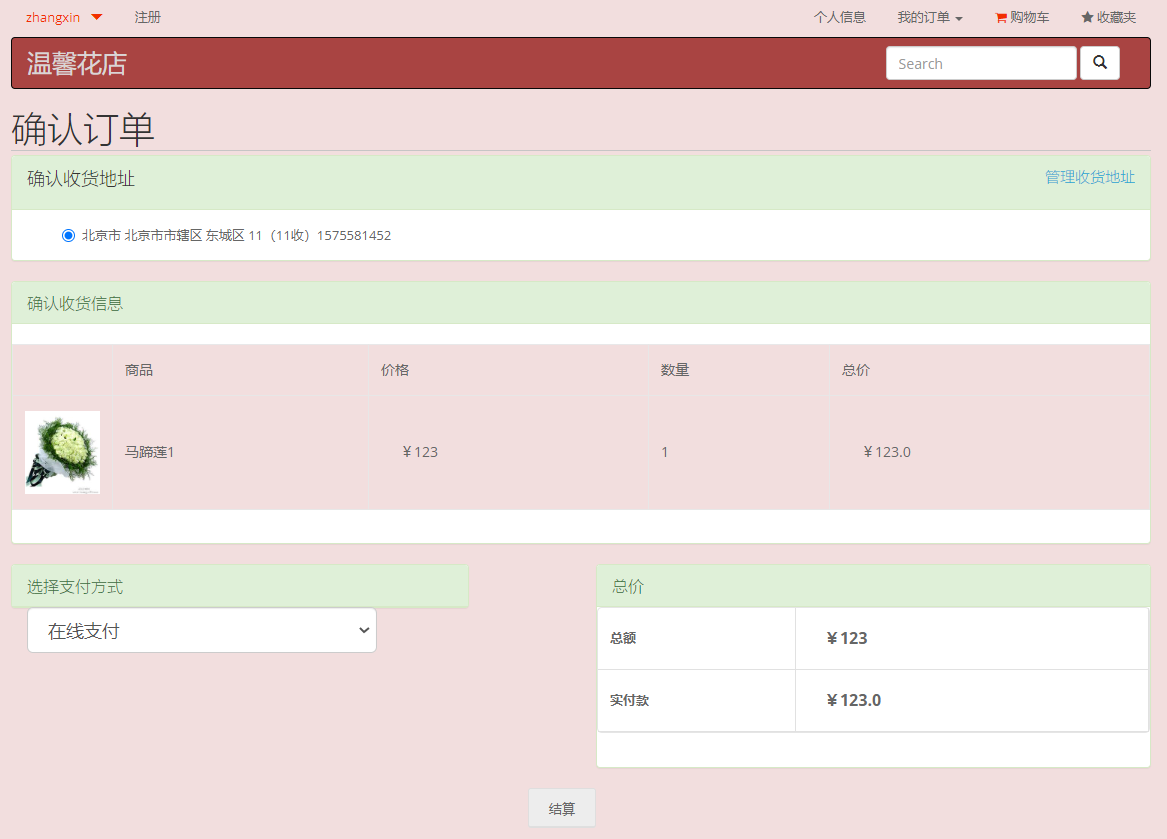 zhangxin 注册 个人信息 我的订单 购物车 收藏夹
温馨花店 Search
确认订单
确认收货地址 管理收货地址
北京市 北京市市辖区 东城区 11（11收）1575581452
确认收货信息
商品 价格 数量 总价
马蹄莲1 ￥123 1 ￥123.0
选择支付方式 总价
在线支付 总额 ￥123
实付款 ￥123.0
结算